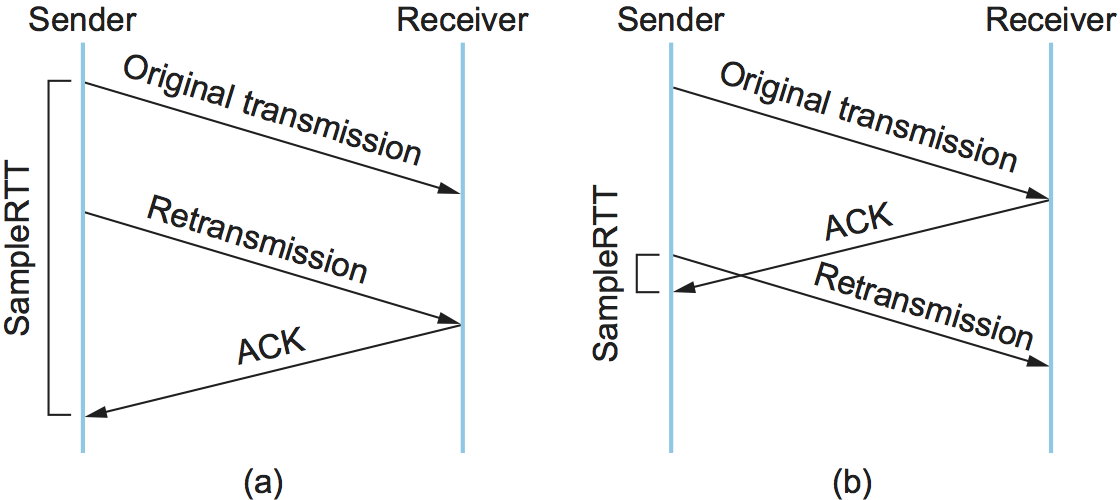 Sender
Receiver
Original transmission
SampleRTT
Retransmission
ACK
(a)
Sender
Receiver
Original transmission
ACK
SampleRTT
Retransmission
(b)